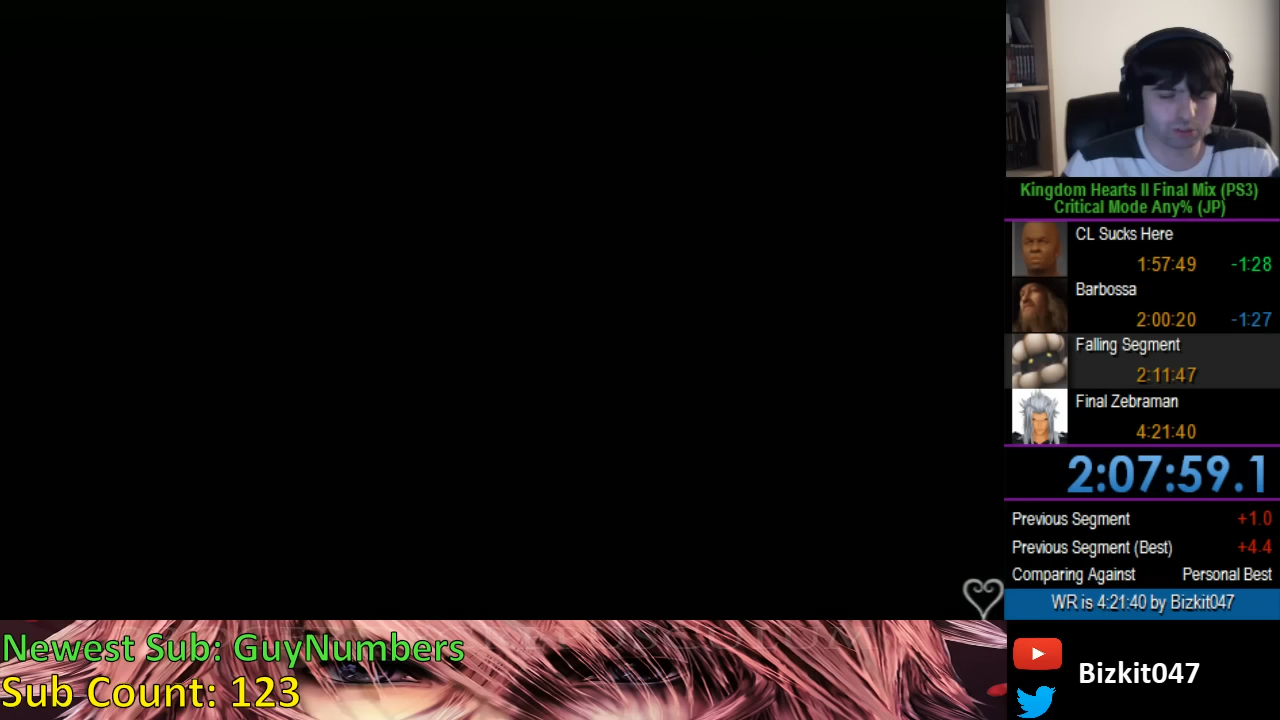 Kingdom Hearts II Final Mix (PS3)
Critical Mode Any% (JP)
CL Sucks Here
1:57:49 -1:28
Barbossa
2:00:20 -1:27
Falling Segment
2:11:47
Final Zebraman
4:21:40
2:07:59.1
Previous Segment +1.0
Previous Segment (Best) +4.4
Comparing Against Personal Best
WR is 4:21:40 by Bizkit047
Newest Sub: GuyNumbers
Sub Count: 123
Bizkit047